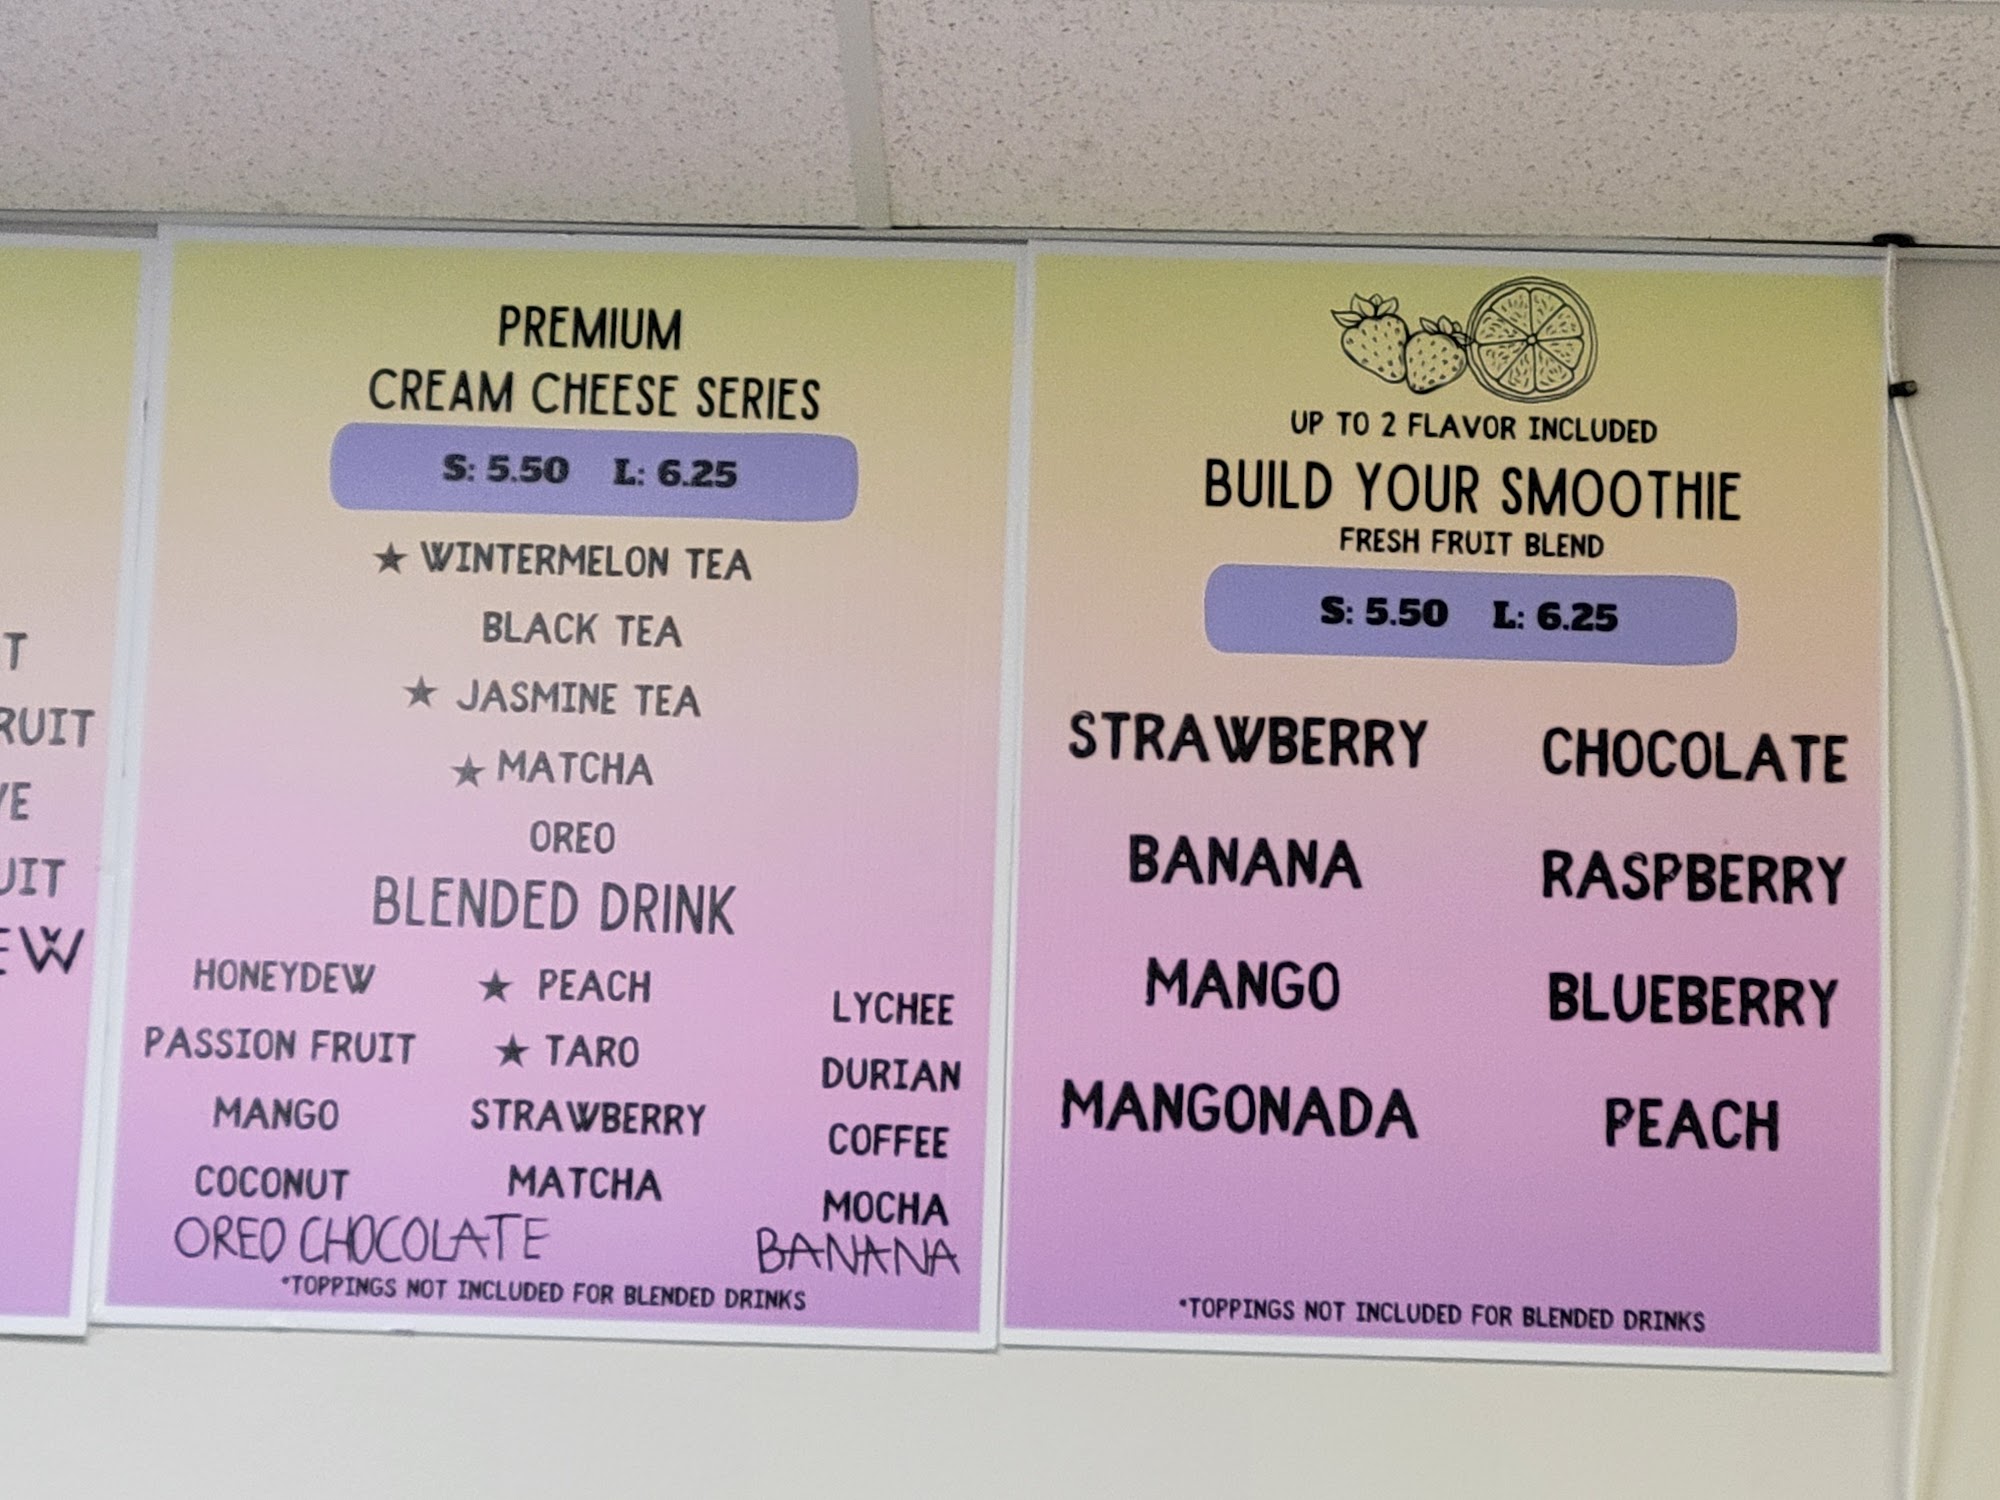 PREMIUM
CREAM CHEESE SERIES
S: 5.50 L: 6.25
★ WINTERMELON TEA
BLACK TEA
★ JASMINE TEA
★ MATCHA
OREO
BLENDED DRINK
HONEYDEW
PASSION FRUIT
MANGO
COCONUT
OREO CHOCOLATE
★ PEACH
★ TARO
STRAWBERRY
MATCHA
LYCHEE
DURIAN
COFFEE
MOCHA
BANANA
*TOPPINGS NOT INCLUDED FOR BLENDED DRINKS
UP TO 2 FLAVOR INCLUDED
BUILD YOUR SMOOTHIE
FRESH FRUIT BLEND
S: 5.50 L: 6.25
STRAWBERRY
BANANA
MANGO
MANGONADA
CHOCOLATE
RASPBERRY
BLUEBERRY
PEACH
*TOPPINGS NOT INCLUDED FOR BLENDED DRINKS